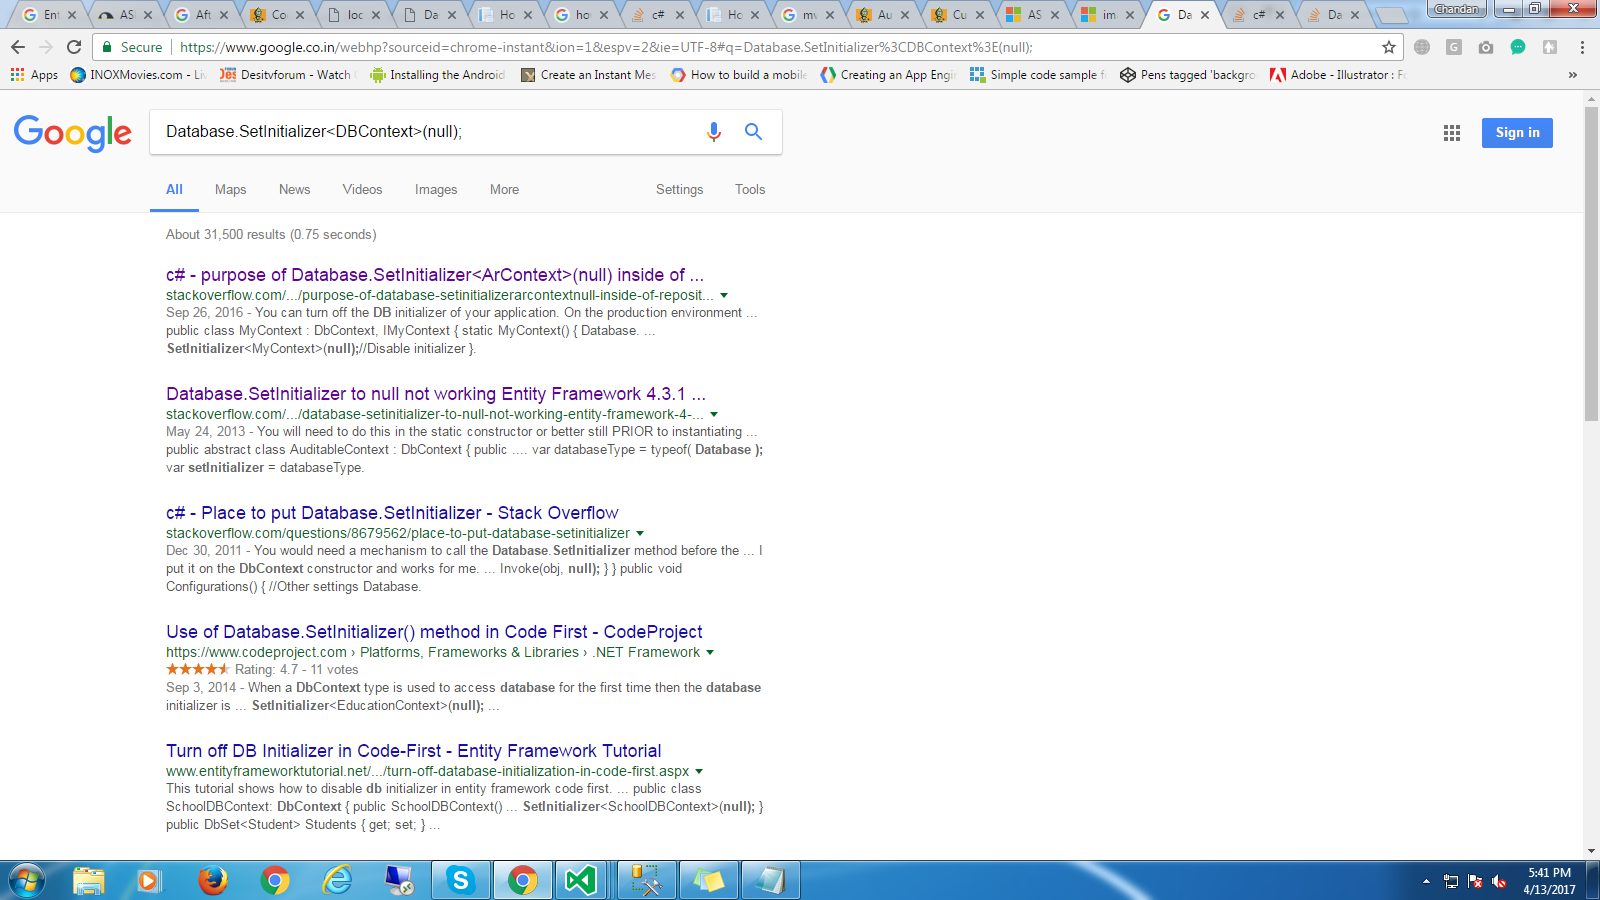 Ent
AS
Aft
Co
loc
Da
Ho
ho
c#
Ho
mv
Au
Cu
AS
im
Da
c#
Da
Chandan
Secure
https://www.google.co.in/webhp?sourceid=chrome-instant&ion=1&espv=2&ie=UTF-8#q=Database.SetInitializer%3CDBContext%3E(null);
Apps
INOXMovies.com - Liv
Desitvforum - Watch
Installing the Android
Create an Instant Mes
How to build a mobile
Creating an App Engi
Simple code sample f
Pens tagged 'backgro
Adobe - Illustrator : Fo
»
Google
Database.SetInitializer<DBContext>(null);
Sign in
All Maps News Videos Images More Settings Tools
About 31,500 results (0.75 seconds)
c# - purpose of Database.SetInitializer<ArContext>(null) inside of ...
stackoverflow.com/.../purpose-of-database-setinitializerarcontextnull-inside-of-reposit...
Sep 26, 2016 - You can turn off the DB initializer of your application. On the production environment ...
public class MyContext : DbContext, IMyContext { static MyContext() { Database. ...
SetInitializer<MyContext>(null);//Disable initializer }.
Database.SetInitializer to null not working Entity Framework 4.3.1 ...
stackoverflow.com/.../database-setinitializer-to-null-not-working-entity-framework-4-...
May 24, 2013 - You will need to do this in the static constructor or better still PRIOR to instantiating ...
public abstract class AuditableContext : DbContext { public .... var databaseType = typeof( Database );
var setInitializer = databaseType.
c# - Place to put Database.SetInitializer - Stack Overflow
stackoverflow.com/questions/8679562/place-to-put-database-setinitializer
Dec 30, 2011 - You would need a mechanism to call the Database.SetInitializer method before the ... I
put it on the DbContext constructor and works for me. ... Invoke(obj, null); } } public void
Configurations() { //Other settings Database.
Use of Database.SetInitializer() method in Code First - CodeProject
https://www.codeproject.com › Platforms, Frameworks & Libraries › .NET Framework
Rating: 4.7 - 11 votes
Sep 3, 2014 - When a DbContext type is used to access database for the first time then the database
initializer is ... SetInitializer<EducationContext>(null); ...
Turn off DB Initializer in Code-First - Entity Framework Tutorial
www.entityframeworktutorial.net/.../turn-off-database-initialization-in-code-first.aspx
This tutorial shows how to disable db initializer in entity framework code first. ... public class
SchoolDBContext: DbContext { public SchoolDBContext() ... SetInitializer<SchoolDBContext>(null); }
public DbSet<Student> Students { get; set; } ...
5:41 PM
4/13/2017